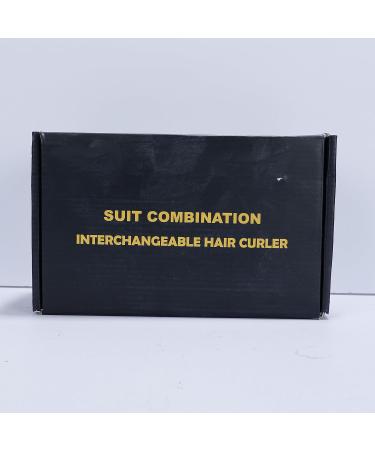 SUIT COMBINATION
INTERCHANGEABLE HAIR CURLER